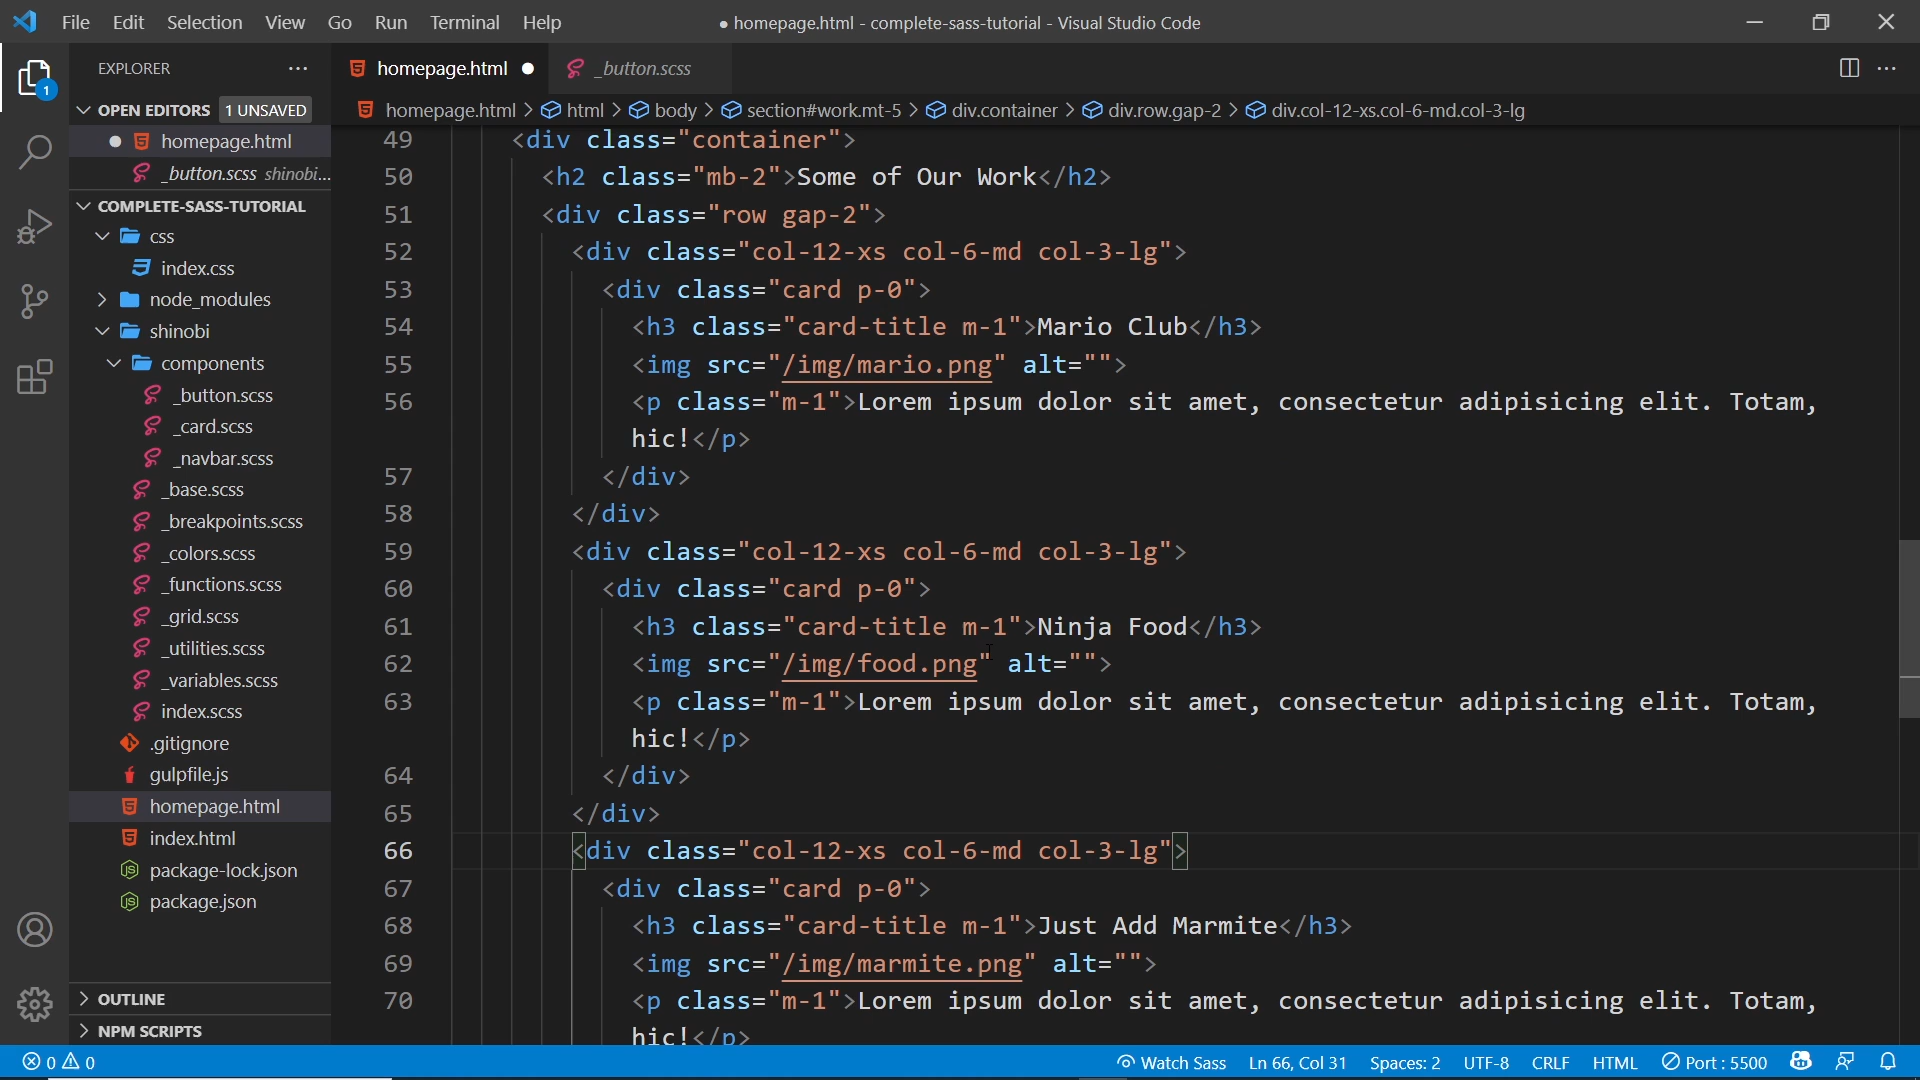 File Edit Selection View Go Run Terminal Help
● homepage.html - complete-sass-tutorial - Visual Studio Code
EXPLORER
homepage.html
_button.scss
1
OPEN EDITORS 1 UNSAVED
homepage.html
_button.scss shinobi...
COMPLETE-SASS-TUTORIAL
css
index.css
node_modules
shinobi
components
_button.scss
_card.scss
_navbar.scss
_base.scss
_breakpoints.scss
_colors.scss
_functions.scss
_grid.scss
_utilities.scss
_variables.scss
index.scss
.gitignore
gulpfile.js
homepage.html
index.html
package-lock.json
package.json
OUTLINE
NPM SCRIPTS
homepage.html > html > body > section#work.mt-5 > div.container > div.row.gap-2 > div.col-12-xs.col-6-md.col-3-lg
49 <div class="container">
50 <h2 class="mb-2">Some of Our Work</h2>
51 <div class="row gap-2">
52 <div class="col-12-xs col-6-md col-3-lg">
53 <div class="card p-0">
54 <h3 class="card-title m-1">Mario Club</h3>
55 <img src="/img/mario.png" alt="">
56 <p class="m-1">Lorem ipsum dolor sit amet, consectetur adipisicing elit. Totam,
hic!</p>
57 </div>
58 </div>
59 <div class="col-12-xs col-6-md col-3-lg">
60 <div class="card p-0">
61 <h3 class="card-title m-1">Ninja Food</h3>
62 <img src="/img/food.png" alt="">
63 <p class="m-1">Lorem ipsum dolor sit amet, consectetur adipisicing elit. Totam,
hic!</p>
64 </div>
65 </div>
66 <div class="col-12-xs col-6-md col-3-lg">
67 <div class="card p-0">
68 <h3 class="card-title m-1">Just Add Marmite</h3>
69 <img src="/img/marmite.png" alt="">
70 <p class="m-1">Lorem ipsum dolor sit amet, consectetur adipisicing elit. Totam,
hic!</p>
0 0 Watch Sass Ln 66, Col 31 Spaces: 2 UTF-8 CRLF HTML Port : 5500